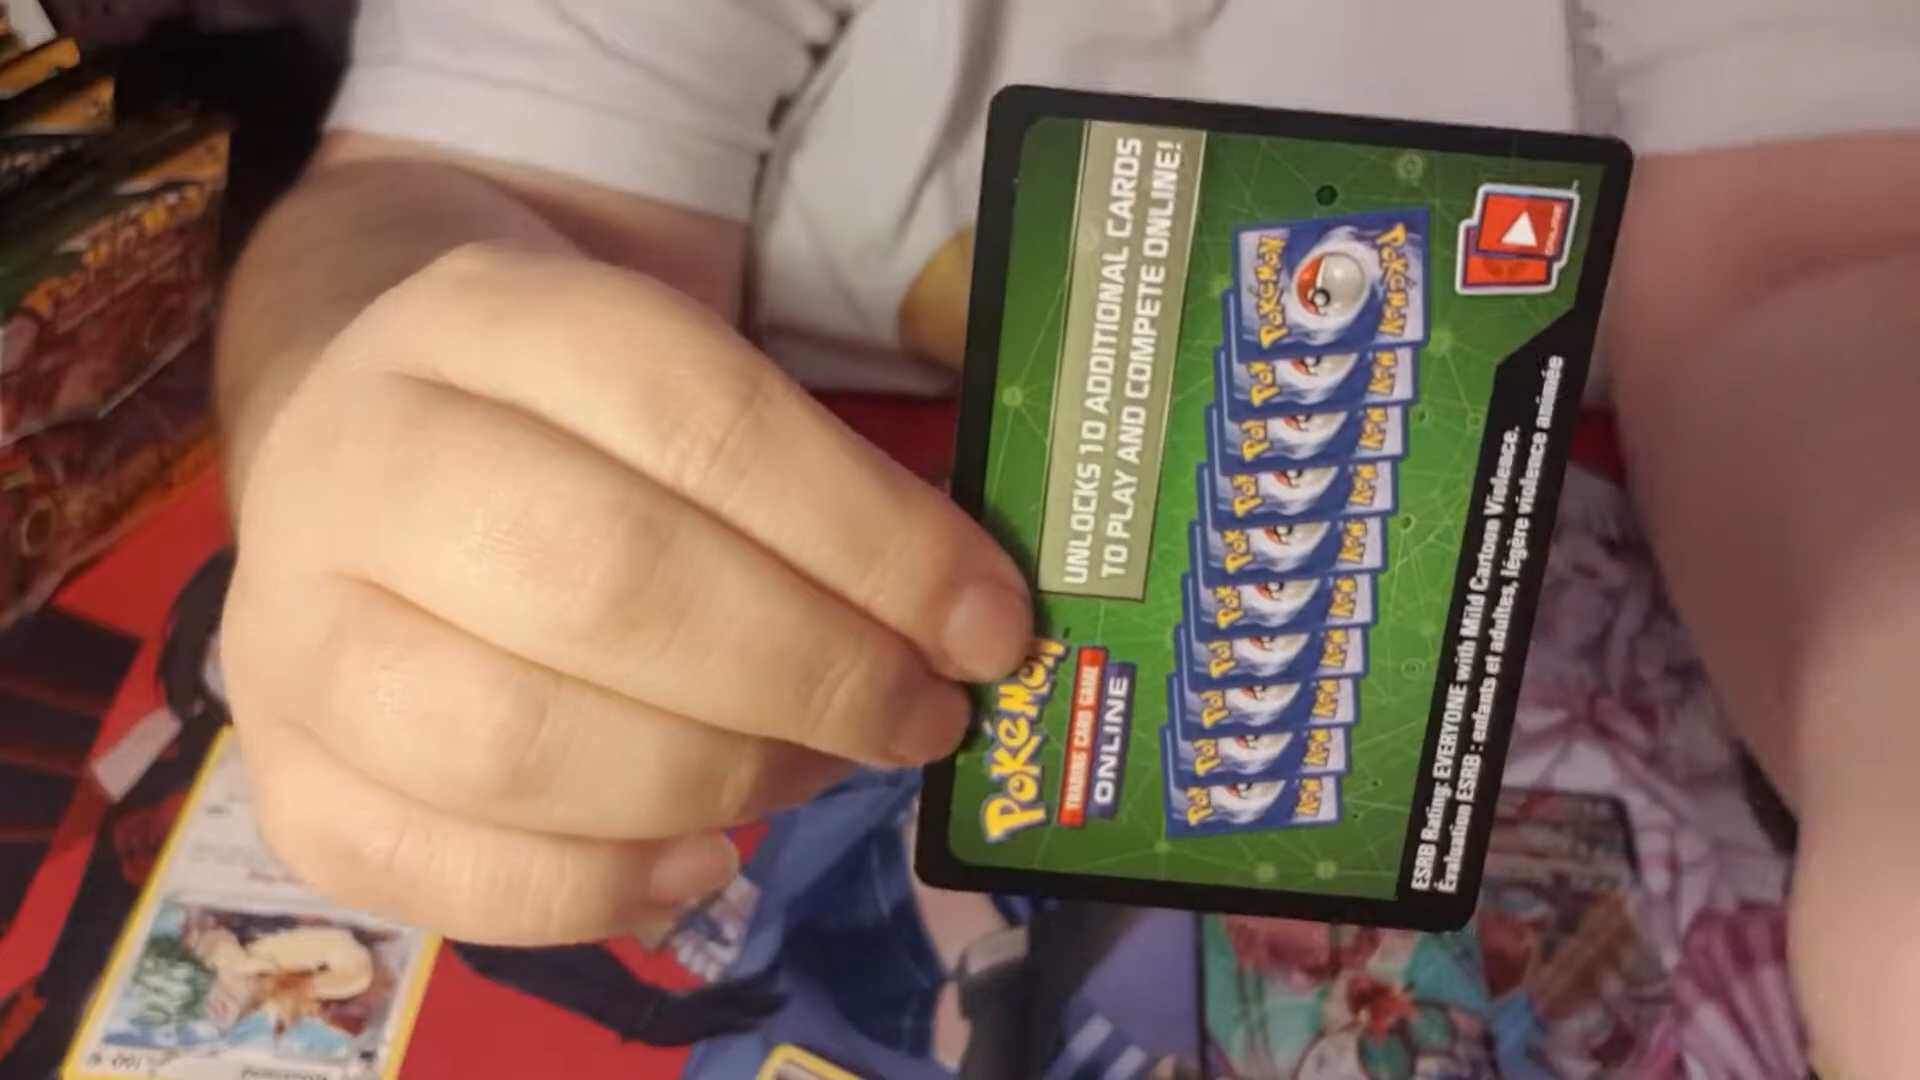 Pokémon
TRADING CARD GAME
ONLINE
UNLOCKS 10 ADDITIONAL CARDS
TO PLAY AND COMPETE ONLINE!
POKÉMON
POKÉMON
ESRB Rating: EVERYONE with Mild Cartoon Violence.
Évaluation ESRB : enfants et adultes, légère violence animée